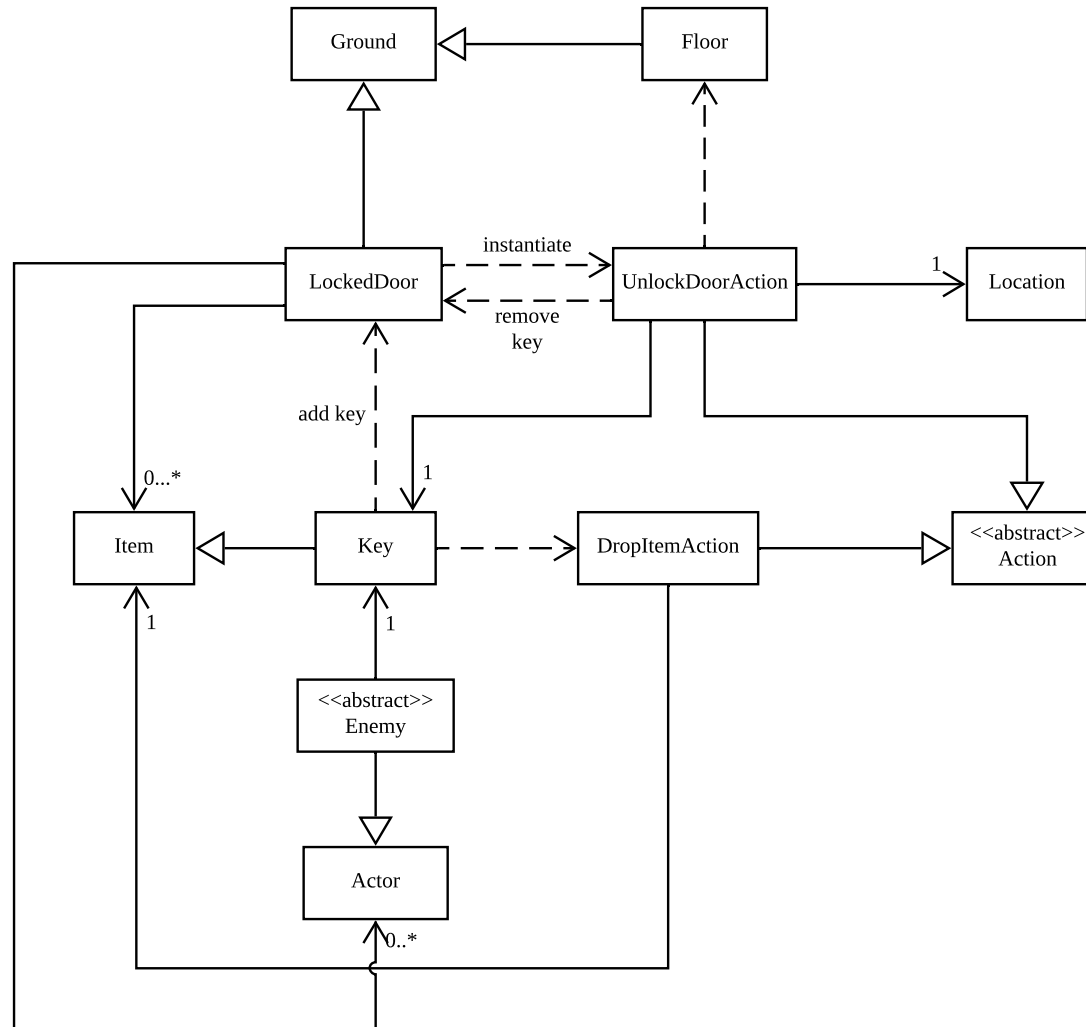 Ground
Floor
instantiate
LockedDoor
UnlockDoorAction
1
Location
remove
key
add key
0...*
1
Item
Key
DropItemAction
<<abstract>>
Action
1
1
<<abstract>>
Enemy
Actor
0..*